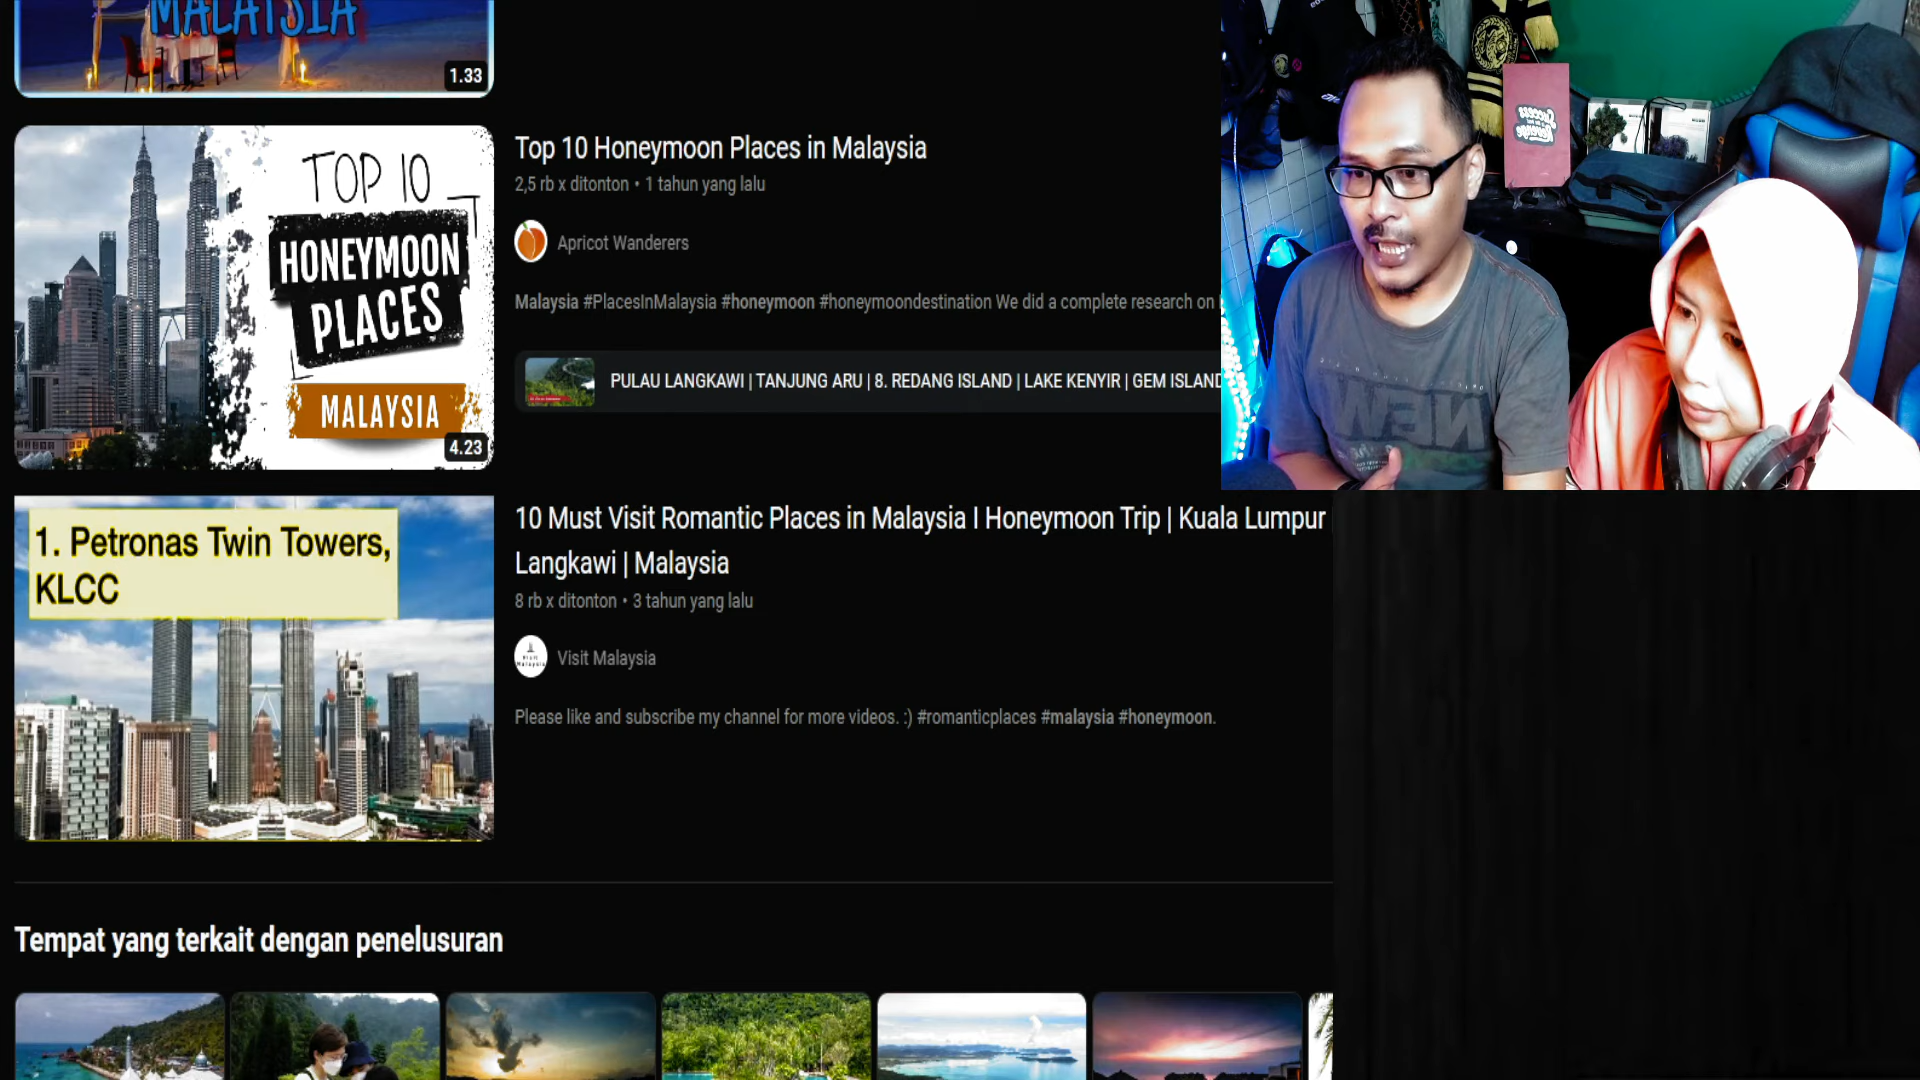 MALAYSIA
1.33
TOP 10
HONEYMOON
PLACES
MALAYSIA
4.23
Top 10 Honeymoon Places in Malaysia
2,5 rb x ditonton • 1 tahun yang lalu
Apricot Wanderers
Malaysia #PlacesInMalaysia #honeymoon #honeymoondestination We did a complete research on
PULAU LANGKAWI | TANJUNG ARU | 8. REDANG ISLAND | LAKE KENYIR | GEM ISLAND
Success
Revenge
NEW
1. Petronas Twin Towers,
KLCC
10 Must Visit Romantic Places in Malaysia I Honeymoon Trip | Kuala Lumpur |
Langkawi | Malaysia
8 rb x ditonton • 3 tahun yang lalu
Visit Malaysia
Please like and subscribe my channel for more videos. :) #romanticplaces #malaysia #honeymoon.
Tempat yang terkait dengan penelusuran